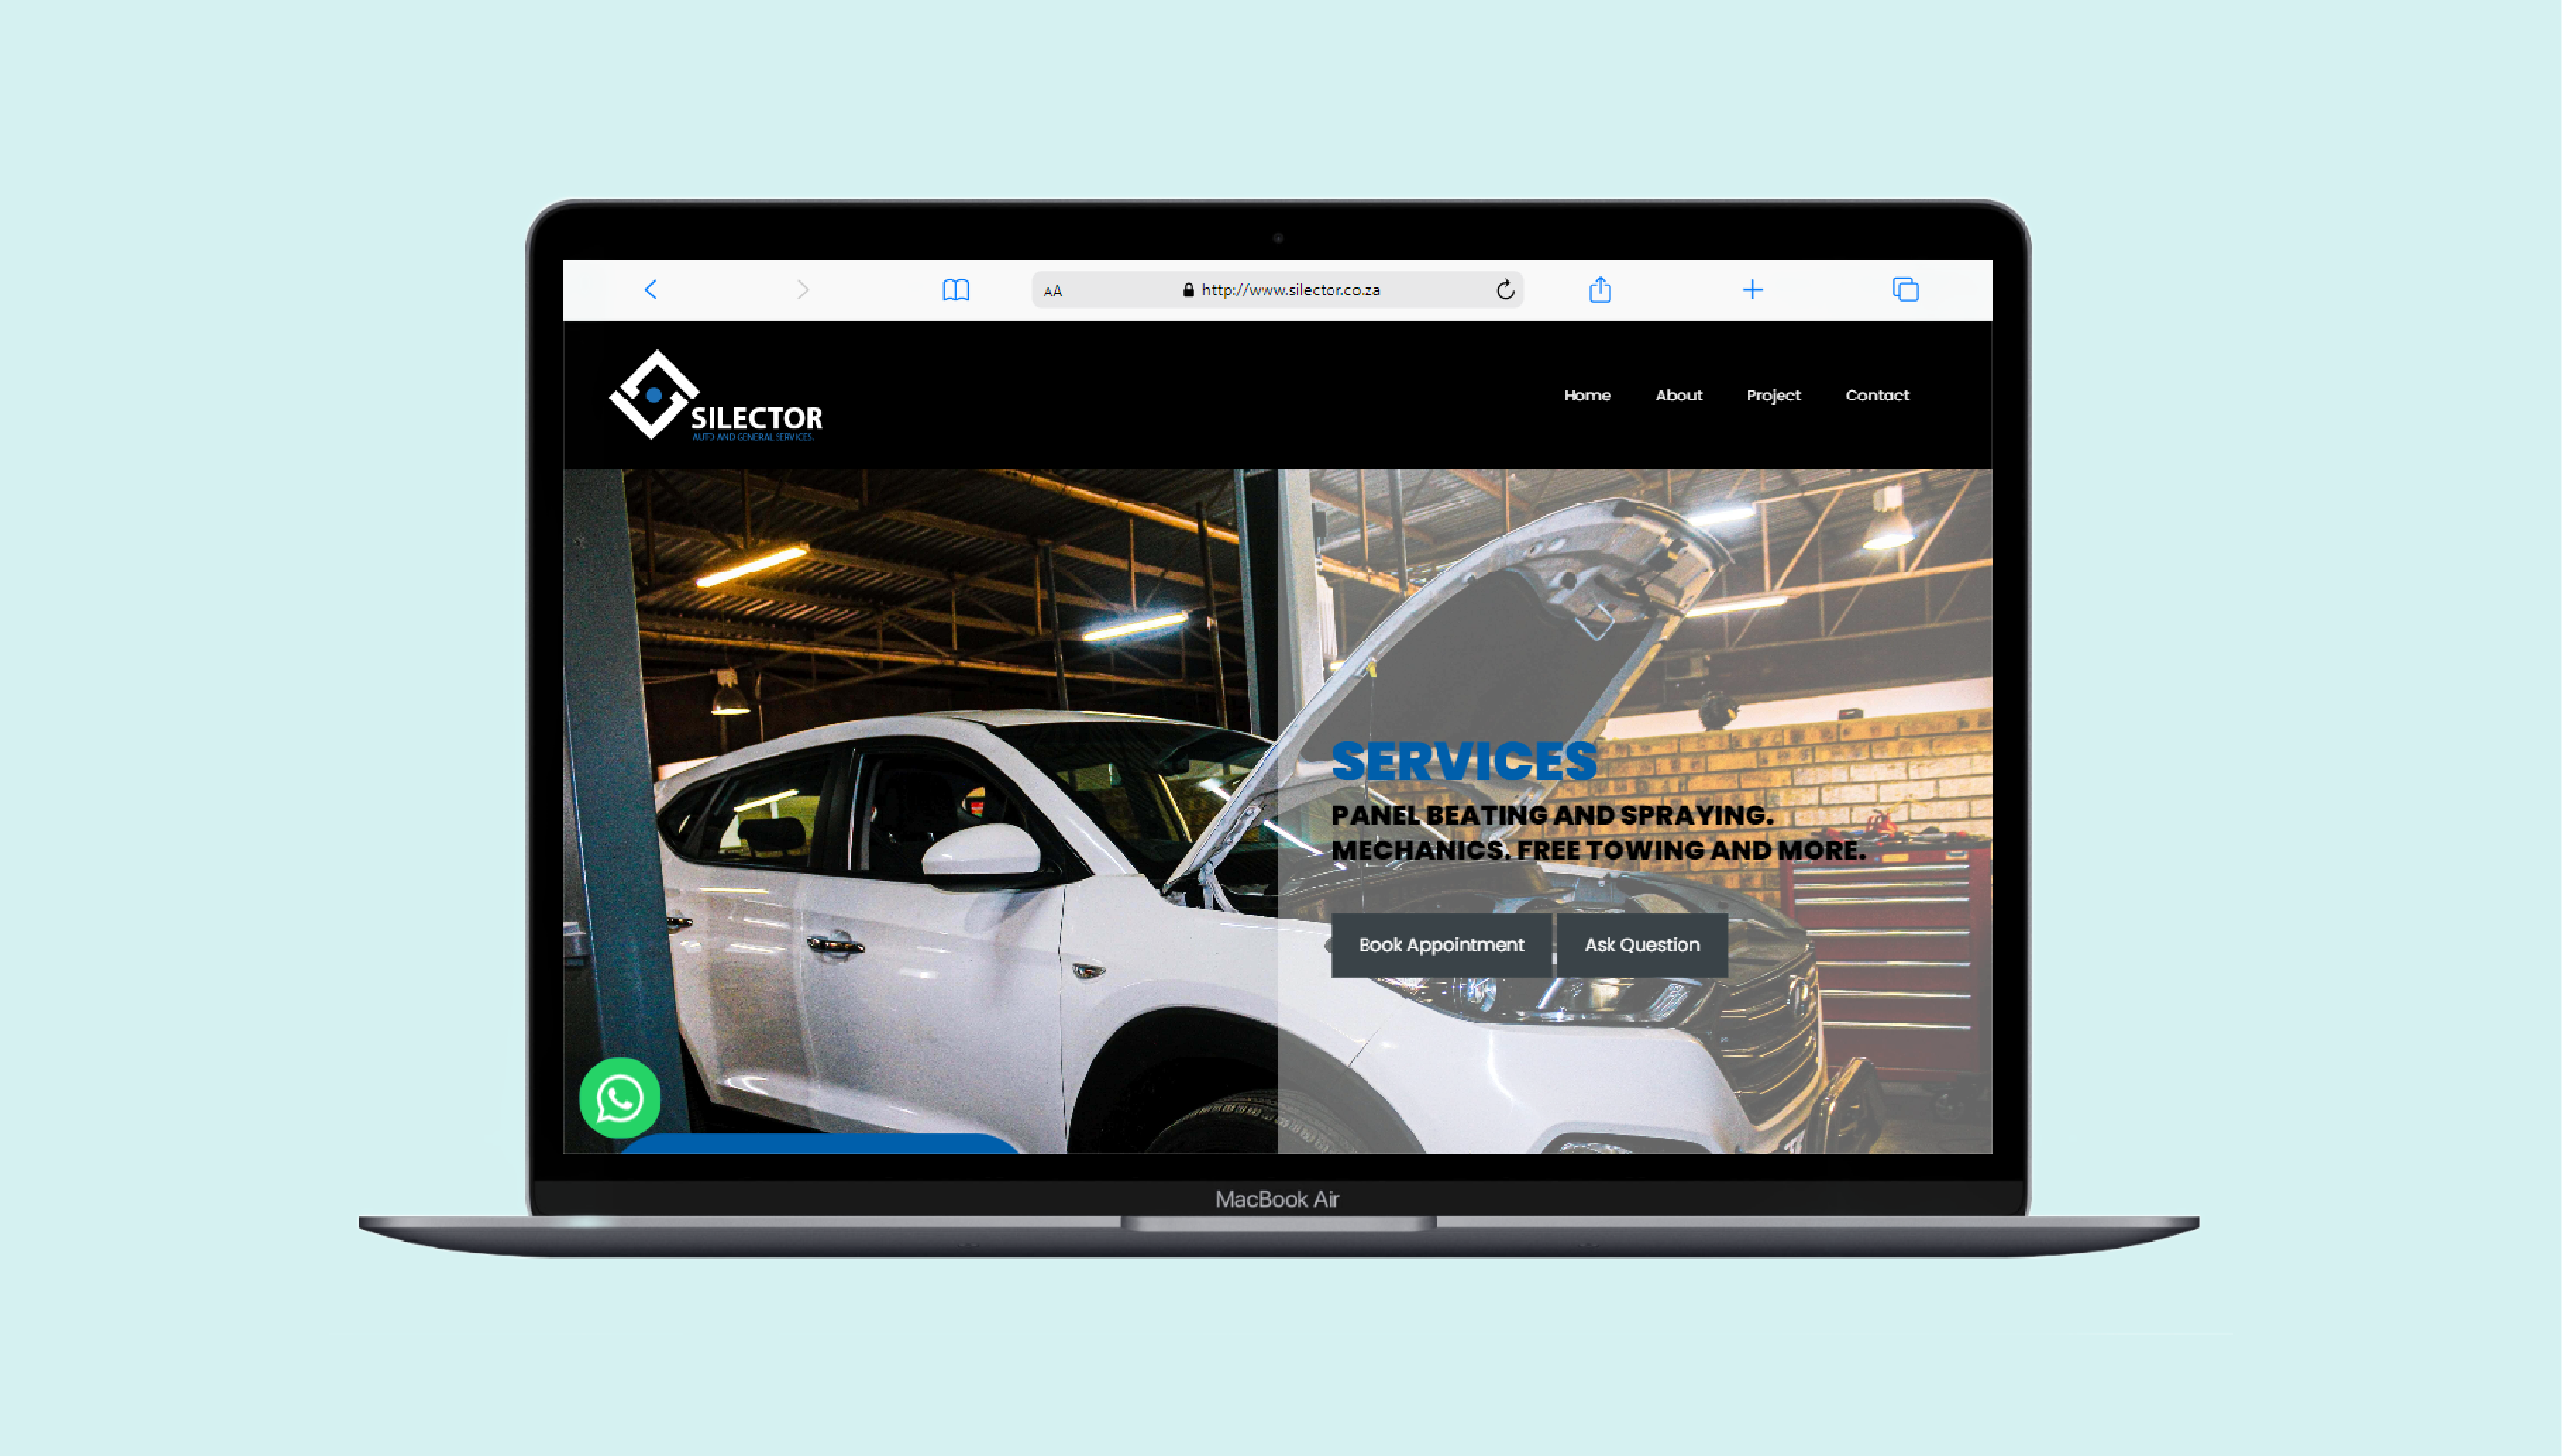 AA http://www.silector.co.za
SILECTOR
AUTO AND GENERAL SERVICES.
Home About Project Contact
SERVICES
PANEL BEATING AND SPRAYING.
MECHANICS. FREE TOWING AND MORE.
Book Appointment Ask Question
MacBook Air